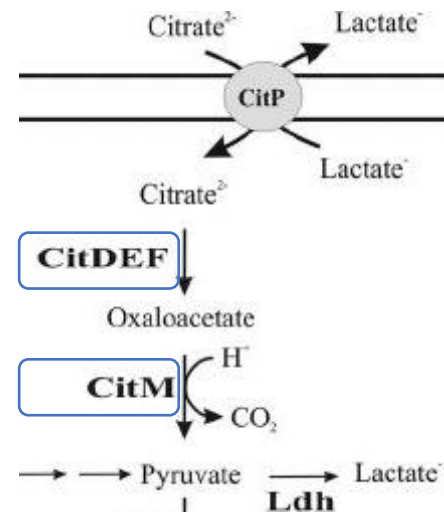 Citrate²⁻ Lactate⁻
CitP
Citrate²⁻ Lactate⁻
CitDEF
Oxaloacetate
H⁺
CitM
CO₂
Pyruvate Lactate⁻
Ldh